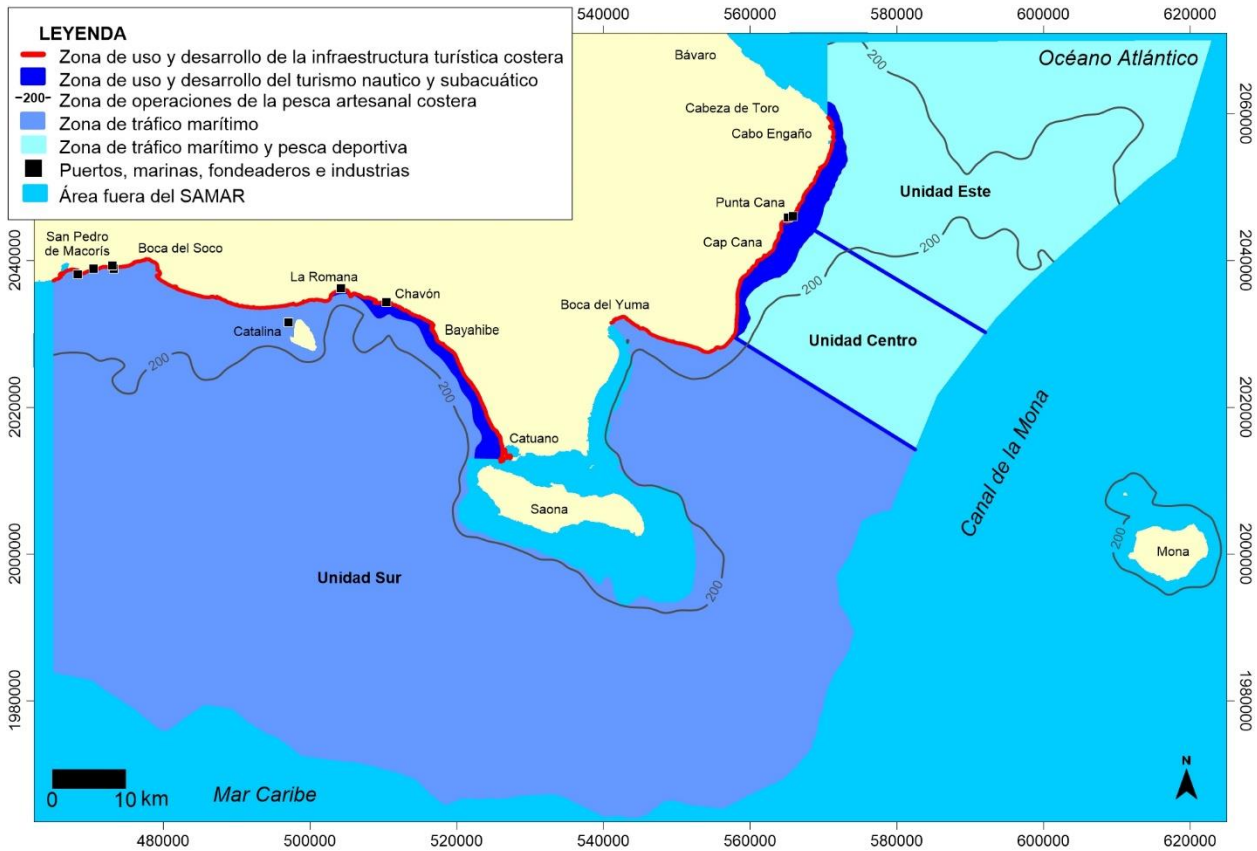 540000 560000 580000 600000 620000
LEYENDA
Zona de uso y desarrollo de la infraestructura turística costera
Zona de uso y desarrollo del turismo nautico y subacuático
-200- Zona de operaciones de la pesca artesanal costera
Zona de tráfico marítimo
Zona de tráfico marítimo y pesca deportiva
Puertos, marinas, fondeaderos e industrias
Área fuera del SAMAR
Bávaro
200
Océano Atlántico
Cabeza de Toro
Cabo Engaño
2060000
2060000
Unidad Este
Punta Cana
San Pedro
de Macorís
Boca del Soco
Cap Cana
200
2040000
2040000
La Romana
Chavón
200
Boca del Yuma
Catalina
Bayahibe
Unidad Centro
200
200
2020000
2020000
Catuano
Canal de la Mona
Saona
200
Mona
2000000
2000000
Unidad Sur
200
1980000
1980000
N
0 10 km
Mar Caribe
480000 500000 520000 540000 560000 580000 600000 620000